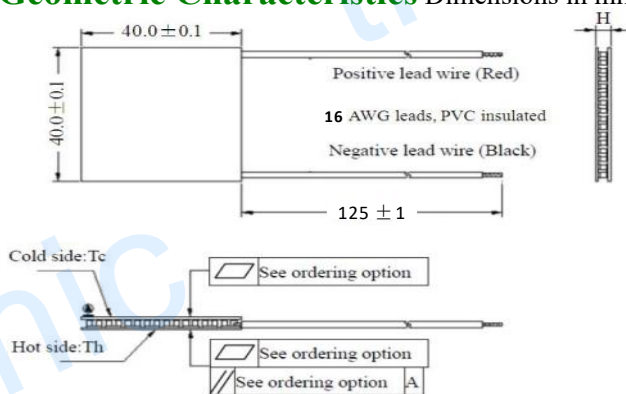 Geometric Characteristics Dimensions in mm
40.0±0.1
H
40.0±0.1
Positive lead wire (Red)
16 AWG leads, PVC insulated
Negative lead wire (Black)
125 ±1
Cold side:Tc
See ordering option
Hot side:Th
See ordering option
// See ordering option A